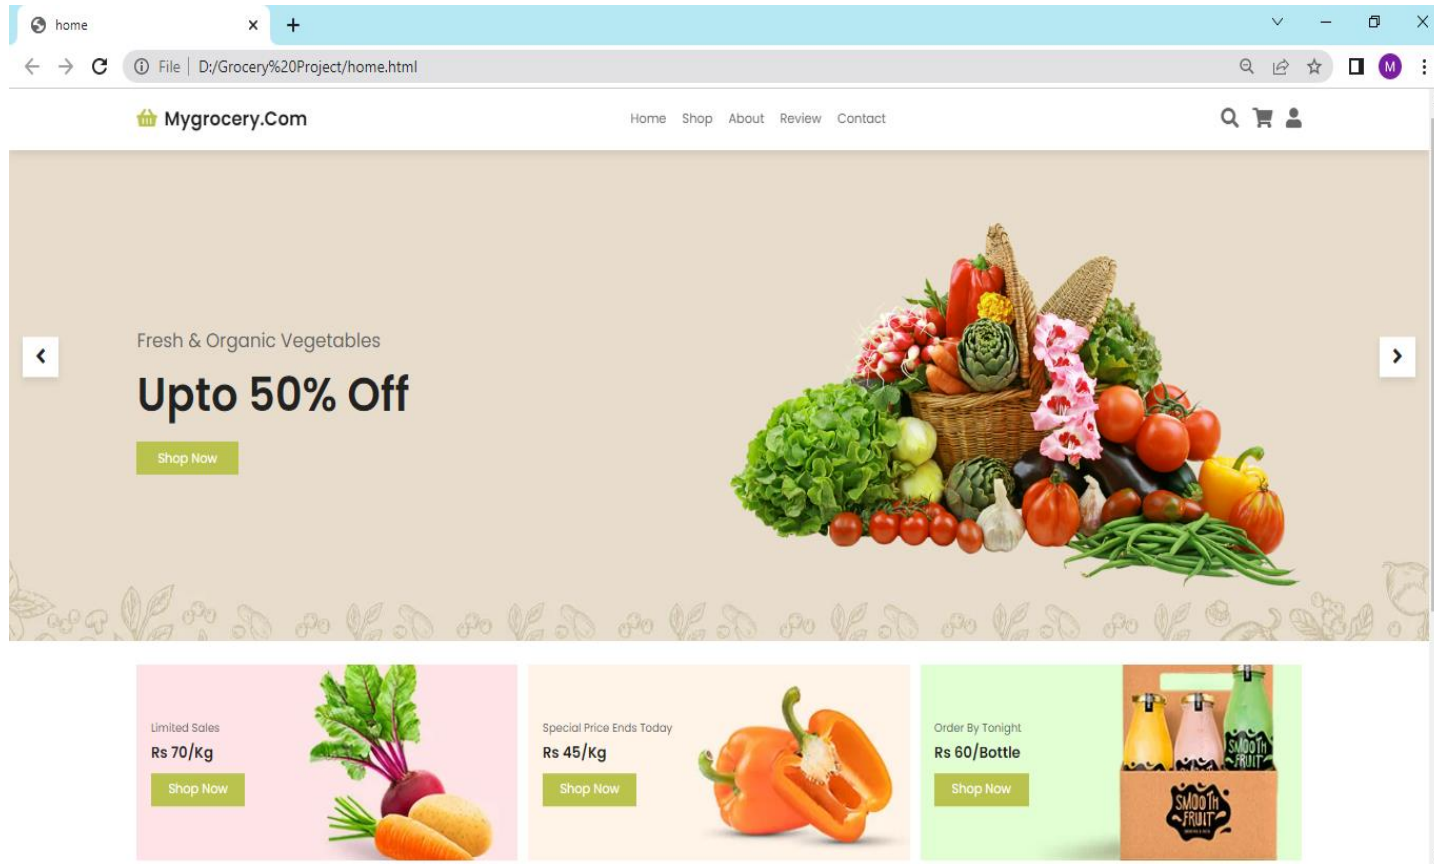 home
File D:/Grocery%20Project/home.html
M
Mygrocery.Com
Home Shop About Review Contact
Fresh & Organic Vegetables
Upto 50% Off
Shop Now
Limited Sales
Rs 70/Kg
Shop Now
Special Price Ends Today
Rs 45/Kg
Shop Now
Order By Tonight
Rs 60/Bottle
Shop Now
SMOOTH
FRUIT
SMOOTH
FRUIT